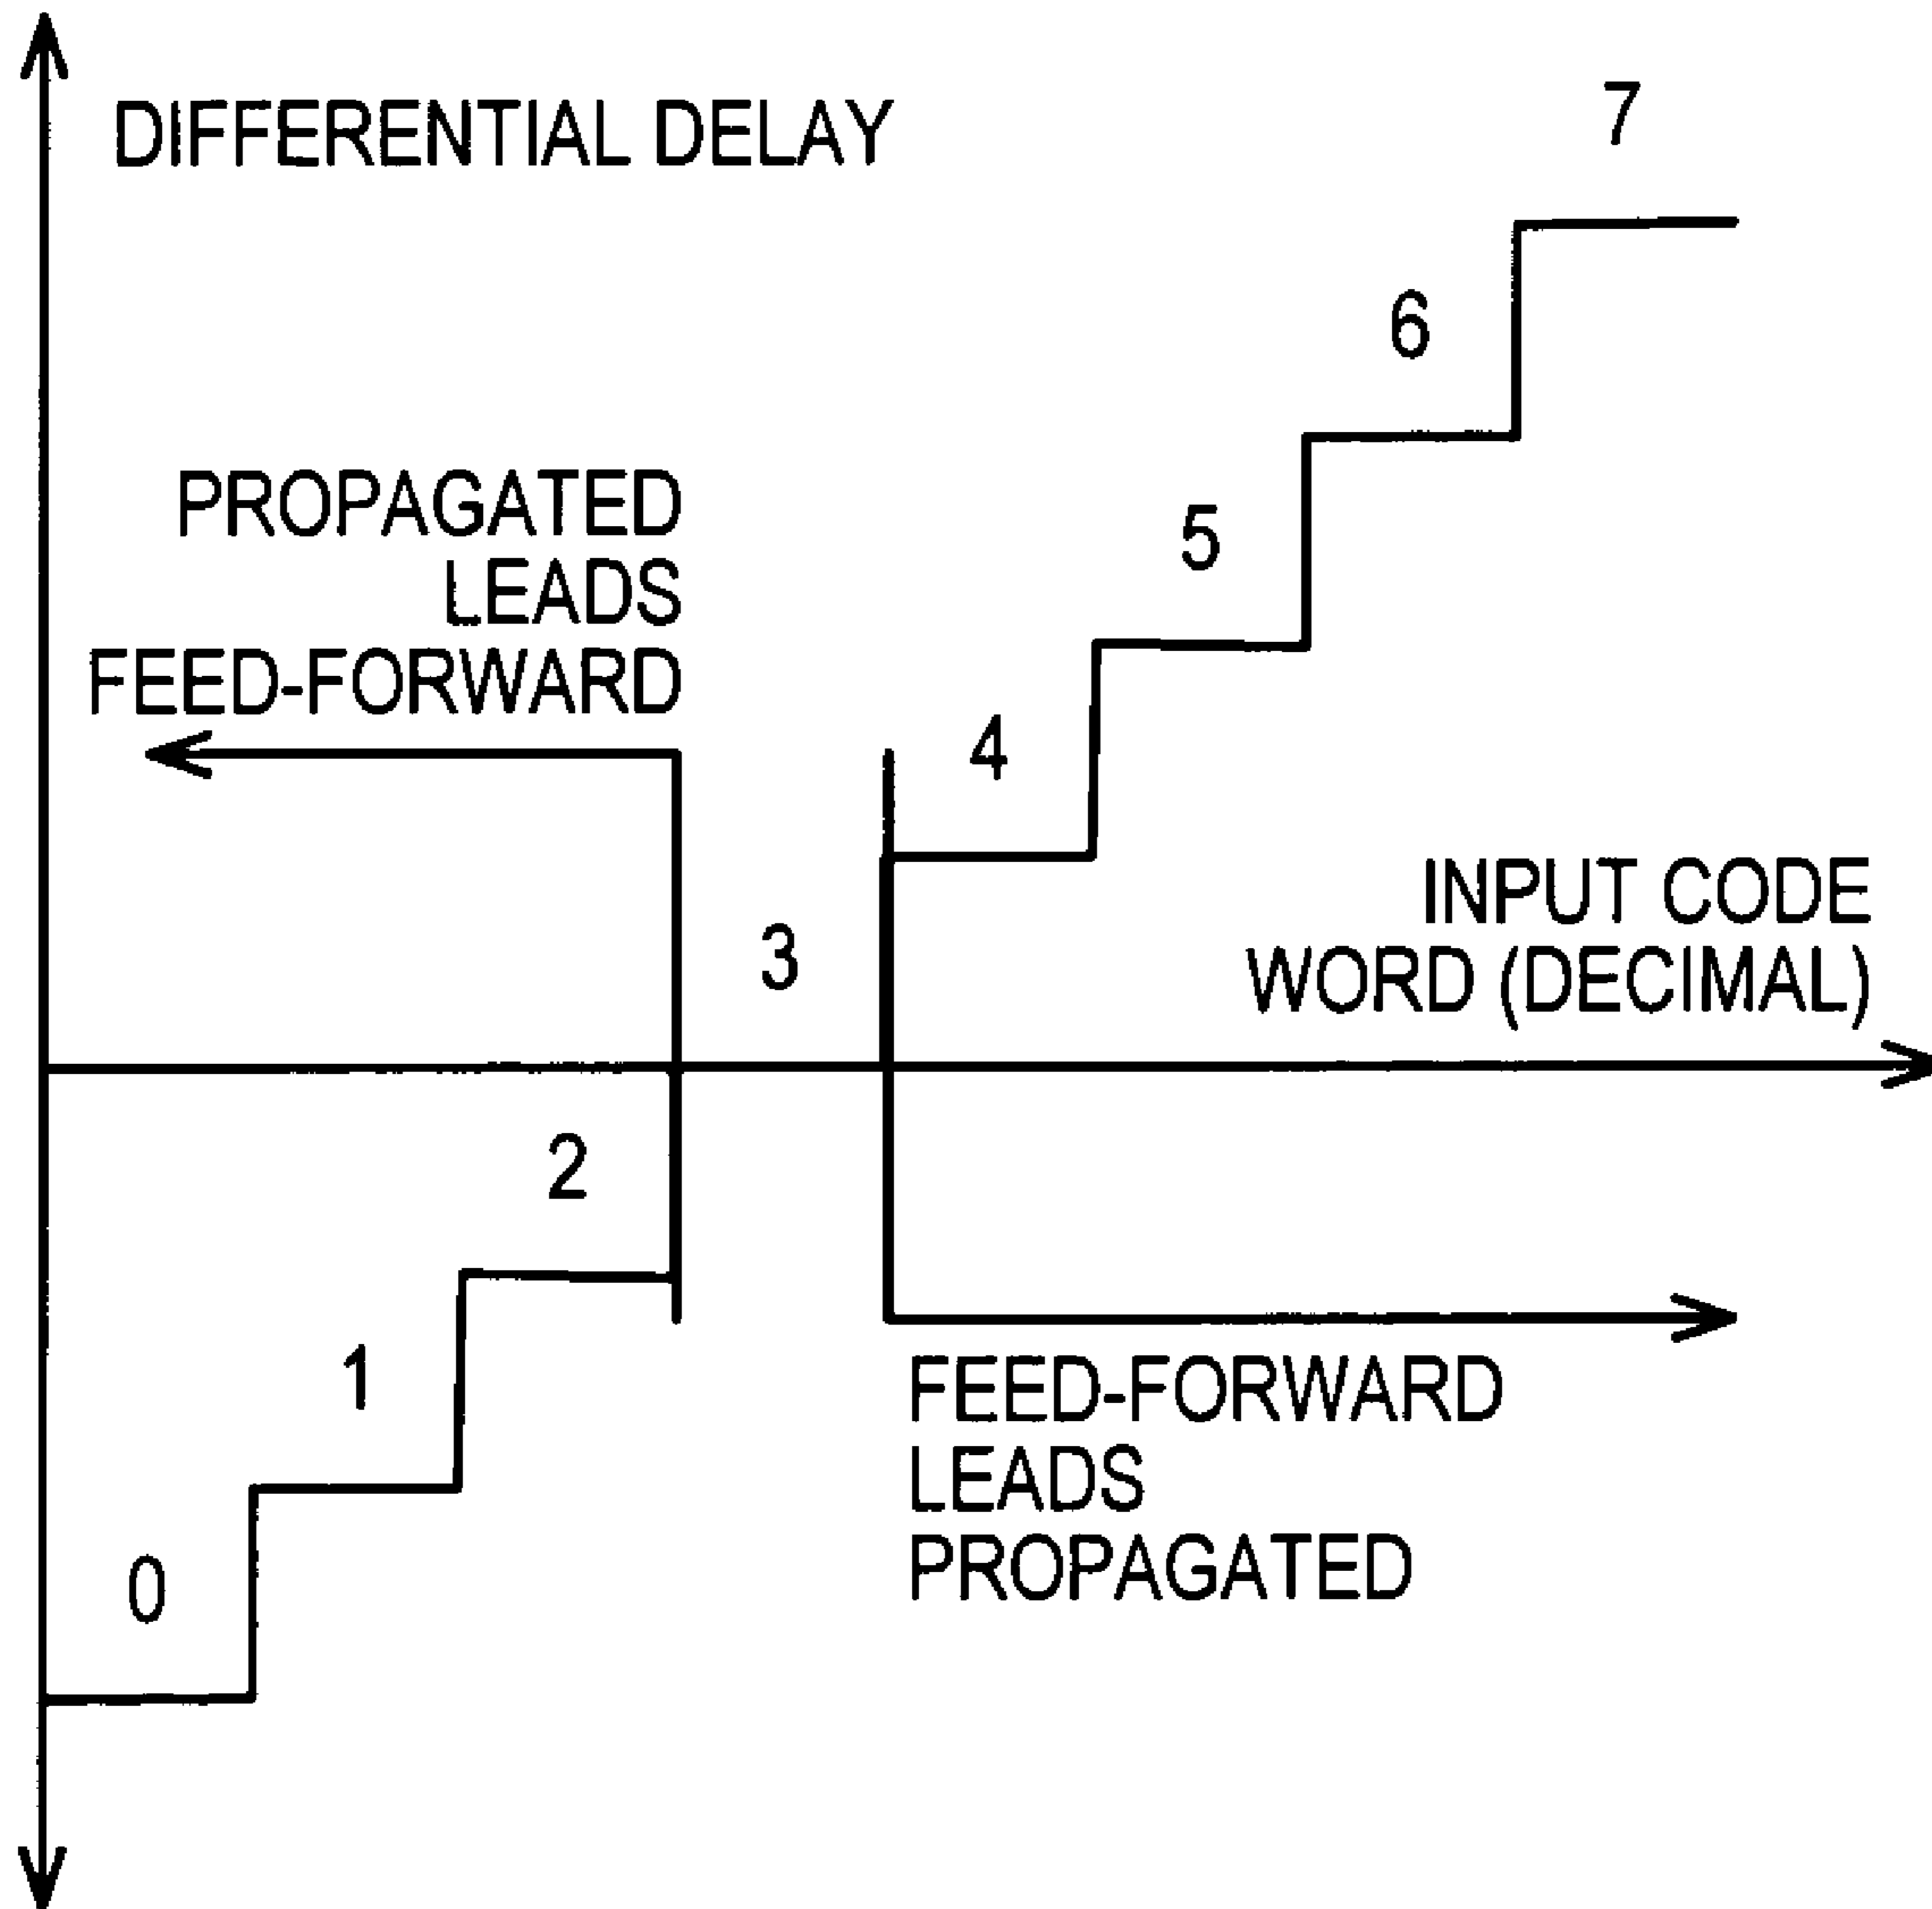 DIFFERENTIAL DELAY
7
6
PROPAGATED
LEADS
FEED-FORWARD
5
4
INPUT CODE
WORD (DECIMAL)
3
2
1
0
FEED-FORWARD
LEADS
PROPAGATED